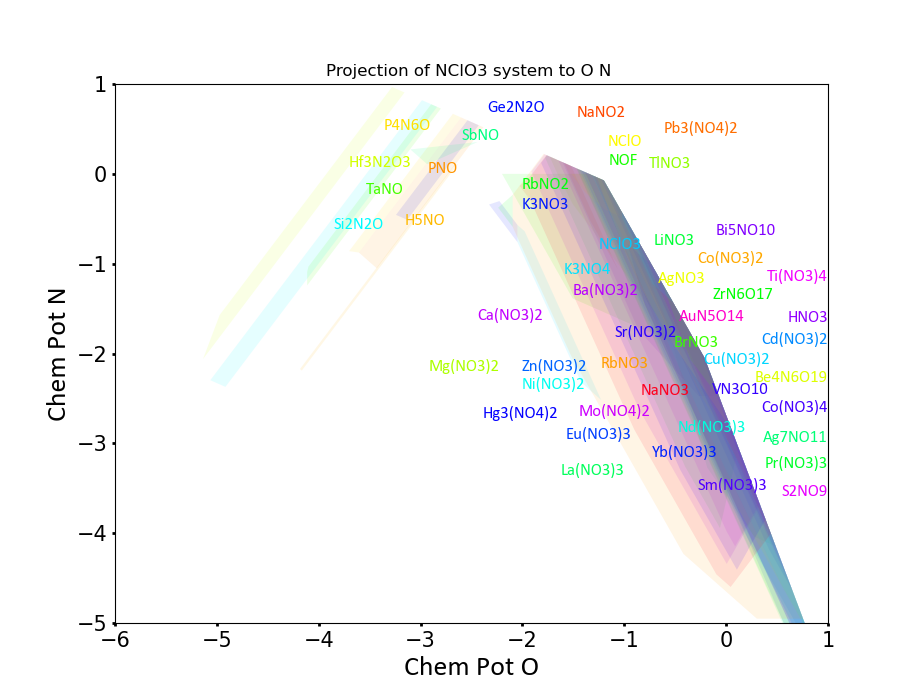 Projection of NClO3 system to O N
1
Ge2N2O
NaNO2
P4N6O
SbNO
Pb3(NO4)2
NClO
Hf3N2O3
PNO
NOF
TlNO3
0
TaNO
RbNO2
K3NO3
Si2N2O
H5NO
NClO3
LiNO3
Bi5NO10
Co(NO3)2
−1
K3NO4
AgNO3
Ti(NO3)4
Ba(NO3)2
ZrN6O17
Ca(NO3)2
AuN5O14
HNO3
Sr(NO3)2
BrNO3
Cd(NO3)2
Chem Pot N
−2
Mg(NO3)2
Zn(NO3)2
RbNO3
Cu(NO3)2
Ni(NO3)2
NaNO3
VN3O10
Be4N6O19
Hg3(NO4)2
Mo(NO4)2
Co(NO3)4
Eu(NO3)3
Nd(NO3)3
Ag7NO11
−3
Yb(NO3)3
La(NO3)3
Pr(NO3)3
Sm(NO3)3
S2NO9
−4
−5
−6 −5 −4 −3 −2 −1 0 1
Chem Pot O